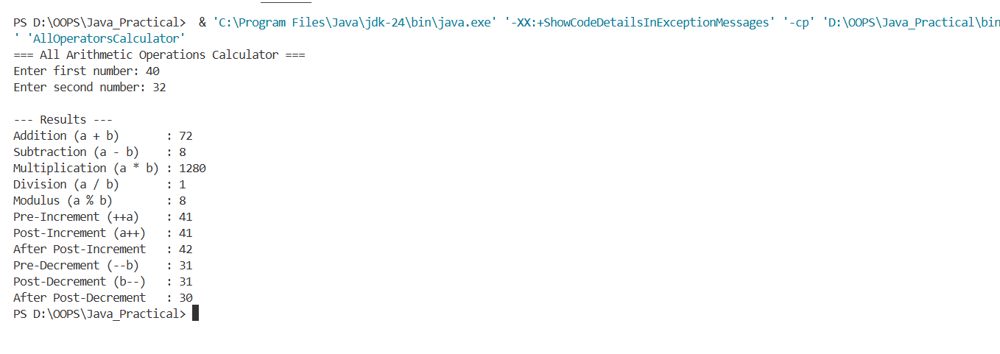 PS D:\OOPS\Java_Practical>  & 'C:\Program Files\Java\jdk-24\bin\java.exe' '-XX:+ShowCodeDetailsInExceptionMessages' '-cp' 'D:\OOPS\Java_Practical\bin
' 'AllOperatorsCalculator'
=== All Arithmetic Operations Calculator ===
Enter first number: 40
Enter second number: 32
--- Results ---
Addition (a + b)       : 72
Subtraction (a - b)    : 8
Multiplication (a * b) : 1280
Division (a / b)       : 1
Modulus (a % b)        : 8
Pre-Increment (++a)    : 41
Post-Increment (a++)   : 41
After Post-Increment   : 42
Pre-Decrement (--b)    : 31
Post-Decrement (b--)   : 31
After Post-Decrement   : 30
PS D:\OOPS\Java_Practical>